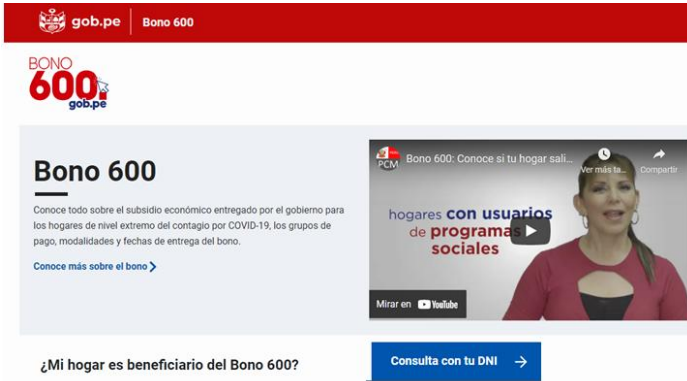 gob.pe Bono 600
BONO
600
gob.pe
Bono 600
Conoce todo sobre el subsidio económico entregado por el gobierno para
los hogares de nivel extremo del contagio por COVID-19, los grupos de
pago, modalidades y fechas de entrega del bono.
Conoce más sobre el bono
PCM
Bono 600: Conoce si tu hogar sali...
Ver más ta...
Compartir
hogares con usuarios
de programas
sociales
Mirar en YouTube
¿Mi hogar es beneficiario del Bono 600?
Consulta con tu DNI